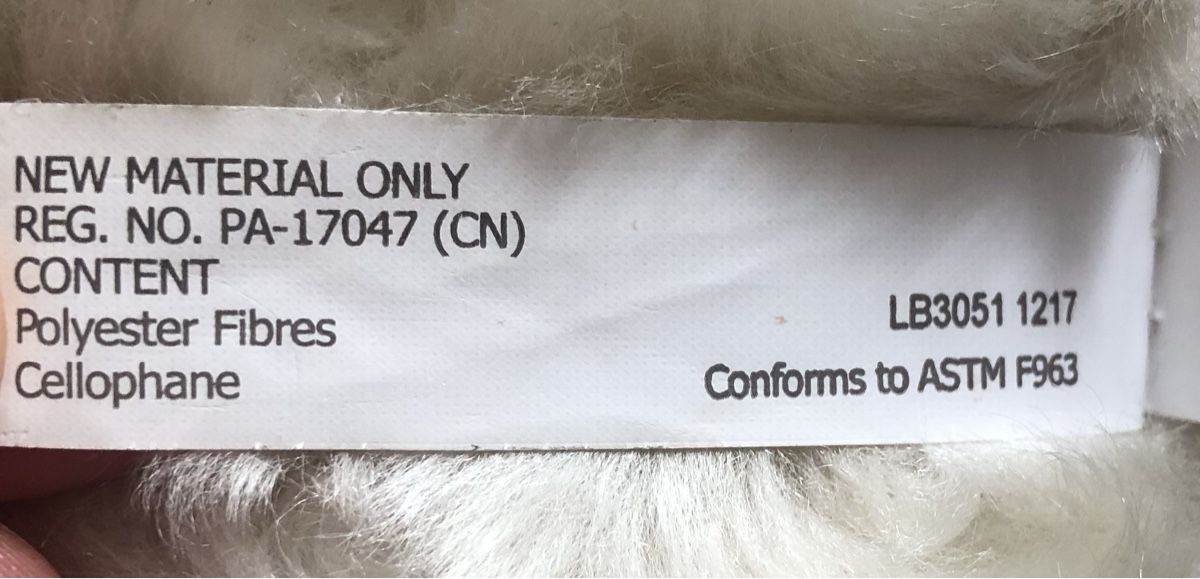 NEW MATERIAL ONLY
REG. NO. PA-17047 (CN)
CONTENT
Polyester Fibres
Cellophane
LB3051 1217
Conforms to ASTM F963